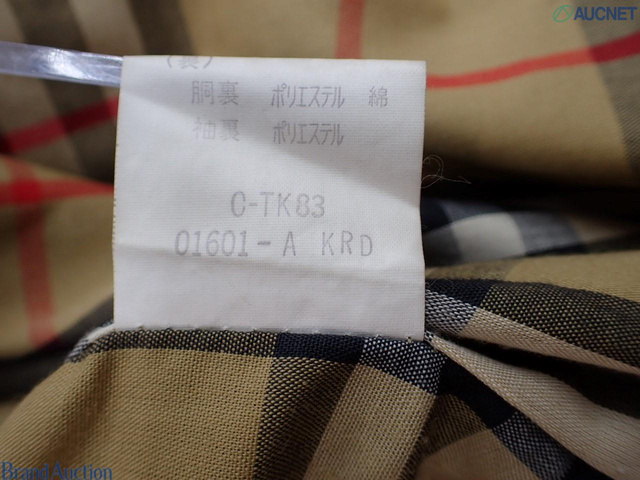 AUCNET
(裏)
胴裏 ポリエステル 綿
袖裏 ポリエステル
C-TK83
01601-A KRD
Brand Auction